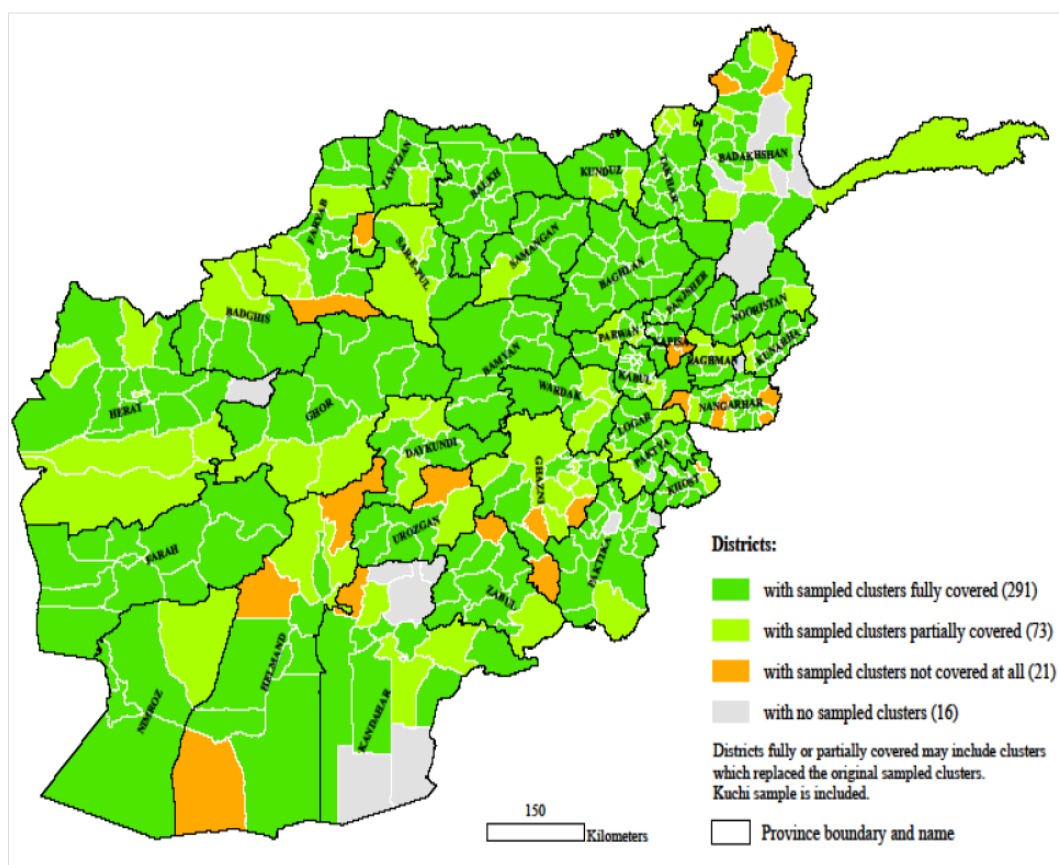 BADAKHSHAN
JAWZJAN
BALKH
KUNDUZ
TAKHAR
FARYAB
SAR-E-PUL
SAMANGAN
BAGHLAN
PANJSHER
NOORISTAN
BADGHIS
PARWAN
KAPISA
KUNARHA
LAGHMAN
BAMYAN
KABUL
HERAT
GHOR
WARDAK
NANGARHAR
LOGAR
DAYKUNDI
PAKTYA
GHAZNI
KHOST
UROZGAN
FARAH
PAKTIKA
ZABUL
HELMAND
NIMROZ
KANDAHAR
Districts:
with sampled clusters fully covered (291)
with sampled clusters partially covered (73)
with sampled clusters not covered at all (21)
with no sampled clusters (16)
Districts fully or partially covered may include clusters
which replaced the original sampled clusters.
Kuchi sample is included.
150
Kilometers
Province boundary and name